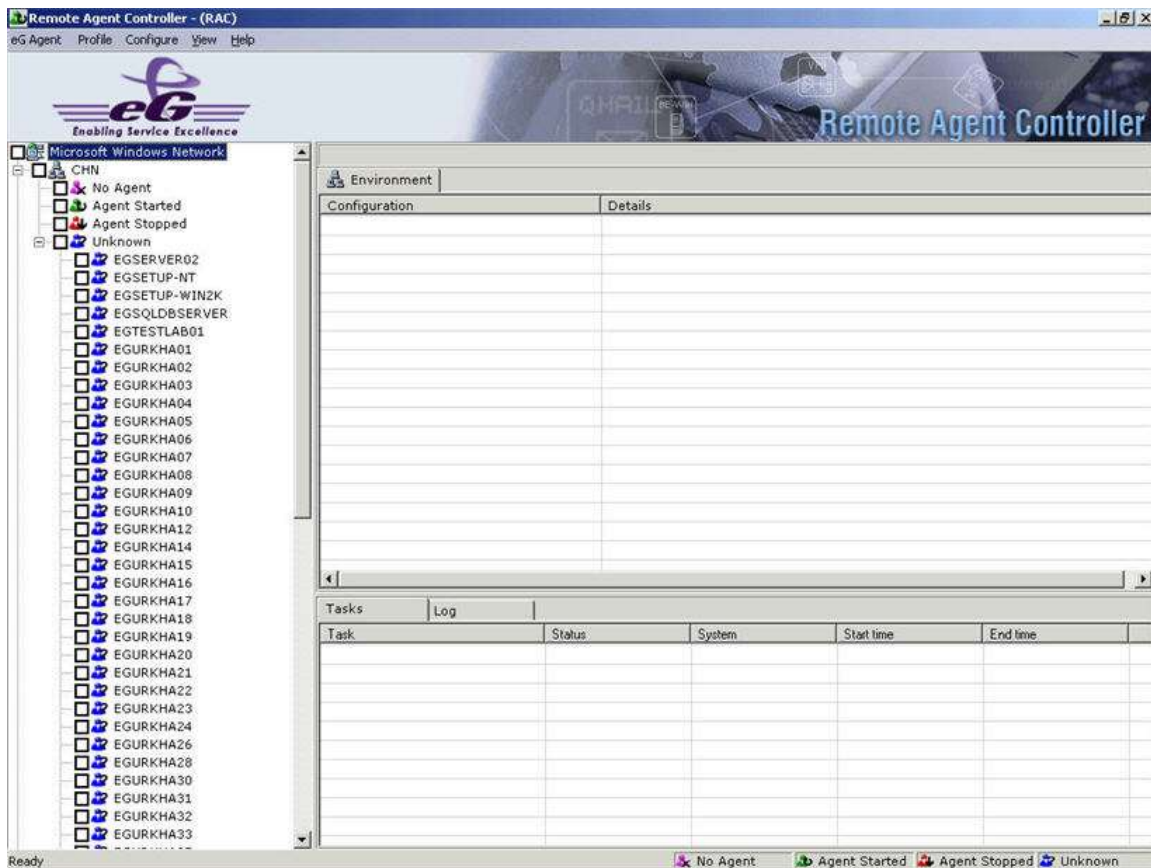 Remote Agent Controller - (RAC)
eG Agent Profile Configure View Help
eG
Enabling Service Excellence
QMAIL
Remote Agent Controller
Microsoft Windows Network
CHN
No Agent
Agent Started
Agent Stopped
Unknown
EGSERVER02
EGSETUP-NT
EGSETUP-WIN2K
EGSQLDBSERVER
EGTESTLAB01
EGURKHA01
EGURKHA02
EGURKHA03
EGURKHA04
EGURKHA05
EGURKHA06
EGURKHA07
EGURKHA08
EGURKHA09
EGURKHA10
EGURKHA12
EGURKHA14
EGURKHA15
EGURKHA16
EGURKHA17
EGURKHA18
EGURKHA19
EGURKHA20
EGURKHA21
EGURKHA22
EGURKHA23
EGURKHA24
EGURKHA26
EGURKHA28
EGURKHA30
EGURKHA31
EGURKHA32
EGURKHA33
Environment
Configuration Details
Tasks Log
Task Status System Start time End time
Ready No Agent Agent Started Agent Stopped Unknown